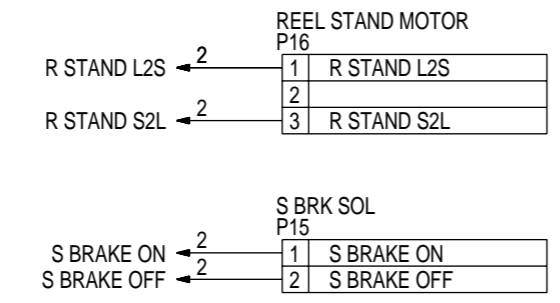 REEL STAND MOTOR
P16
R STAND L2S 2 1 R STAND L2S
2
R STAND S2L 2 3 R STAND S2L
S BRK SOL
P15
S BRAKE ON 2 1 S BRAKE ON
S BRAKE OFF 2 2 S BRAKE OFF